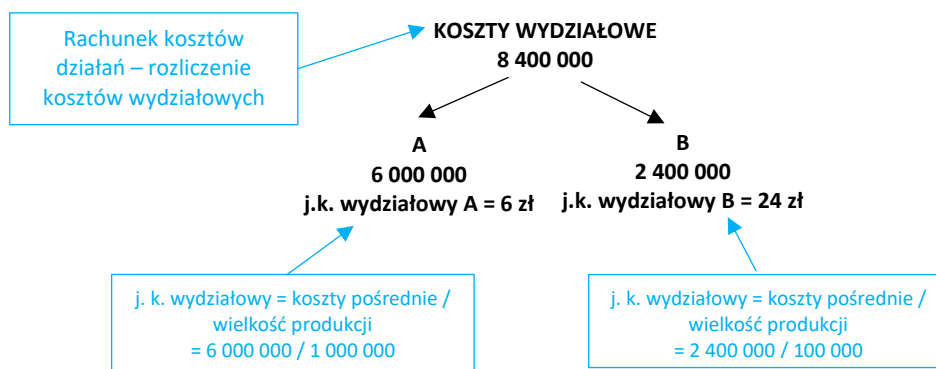 Rachunek kosztów
działań – rozliczenie
kosztów wydziałowych
KOSZTY WYDZIAŁOWE
8 400 000
A
6 000 000
j.k. wydziałowy A = 6 zł
B
2 400 000
j.k. wydziałowy B = 24 zł
j. k. wydziałowy = koszty pośrednie /
wielkość produkcji
= 6 000 000 / 1 000 000
j. k. wydziałowy = koszty pośrednie /
wielkość produkcji
= 2 400 000 / 100 000